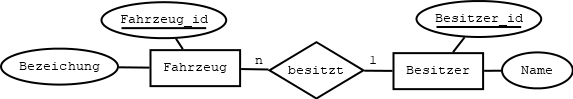 Fahrzeug_id
Besitzer_id
Bezeichung
Fahrzeug
n
besitzt
1
Besitzer
Name